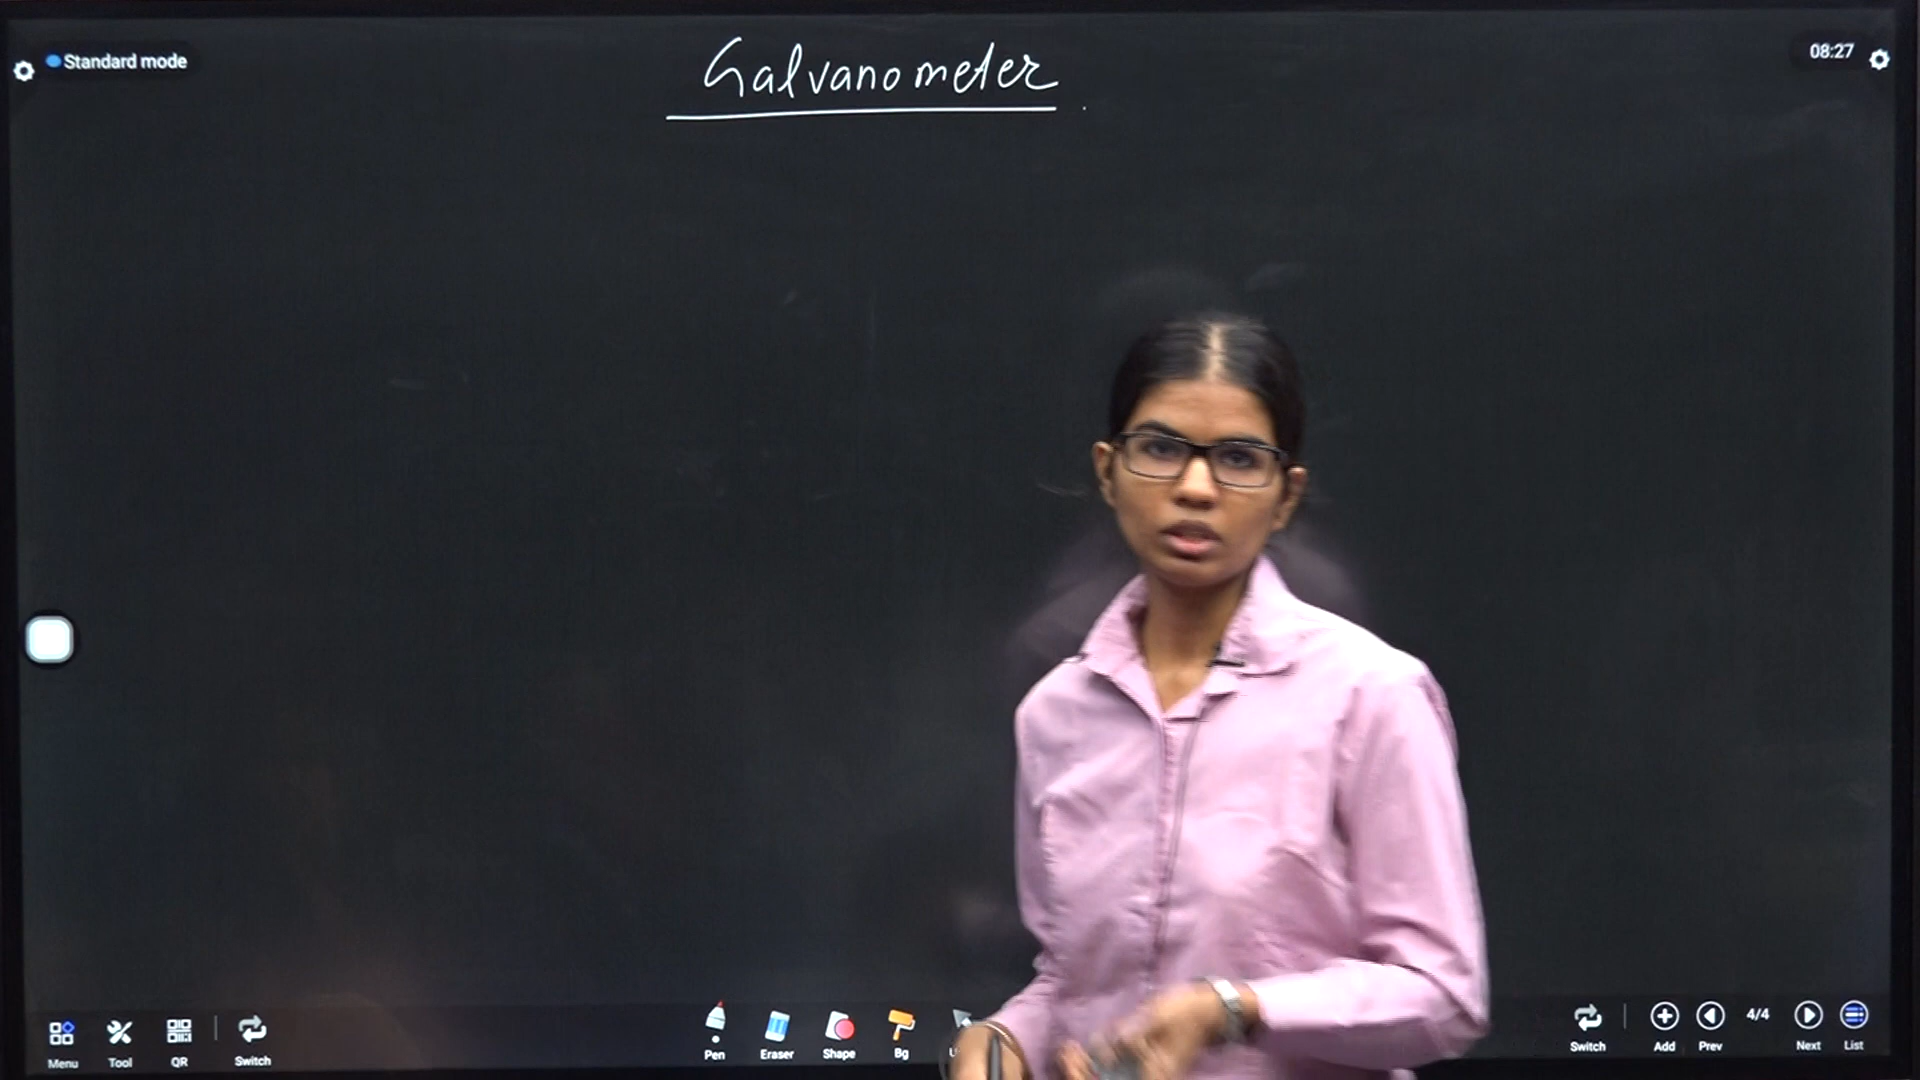 Galvanometer
Standard mode
08:27
Menu
Tool
QR
Switch
Pen
Eraser
Shape
Bg
Switch
Add
Prev
4/4
Next
List